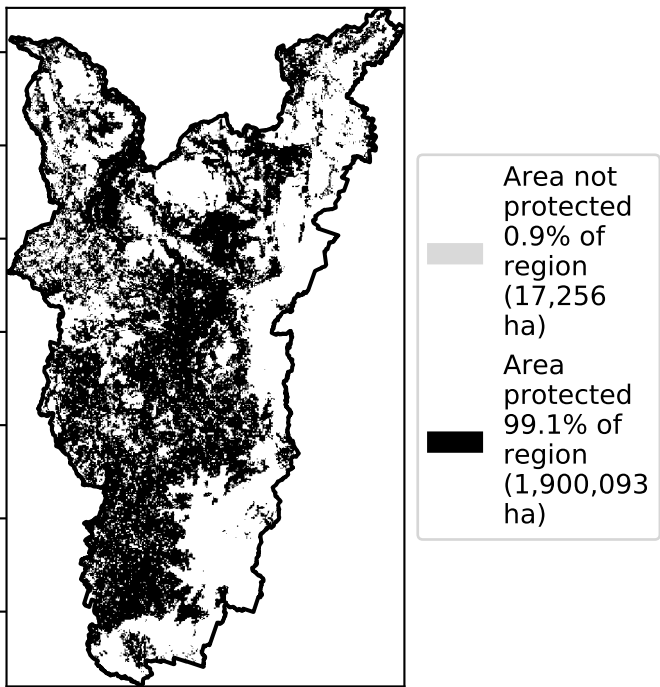 Area not
protected
0.9% of
region
(17,256
ha)
Area
protected
99.1% of
region
(1,900,093
ha)